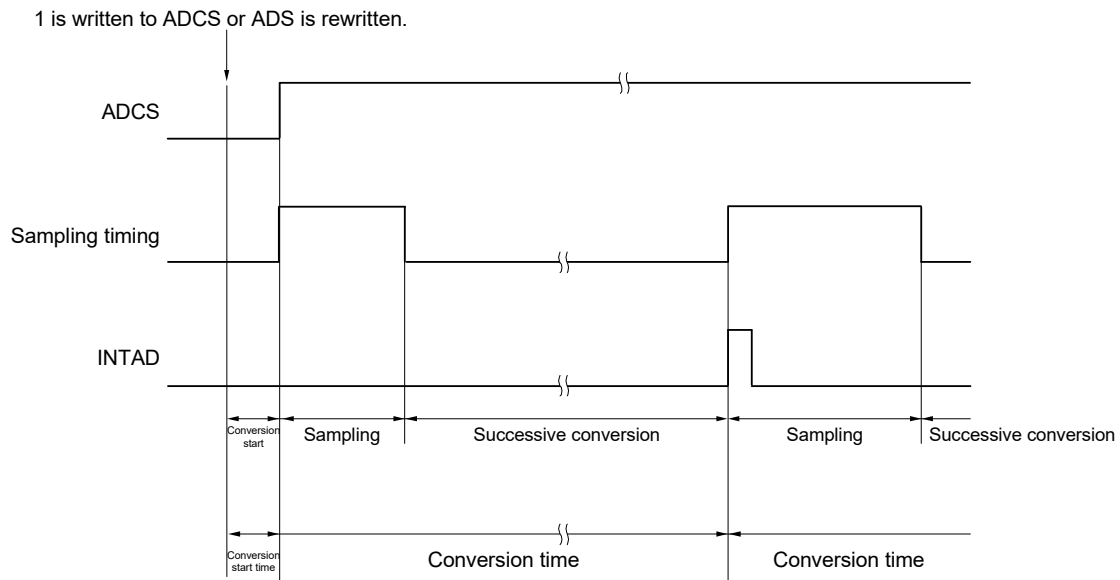 1 is written to ADCS or ADS is rewritten.
ADCS
Sampling timing
INTAD
Conversion
start
Sampling
Successive conversion
Sampling
Successive conversion
Conversion
start time
Conversion time
Conversion time